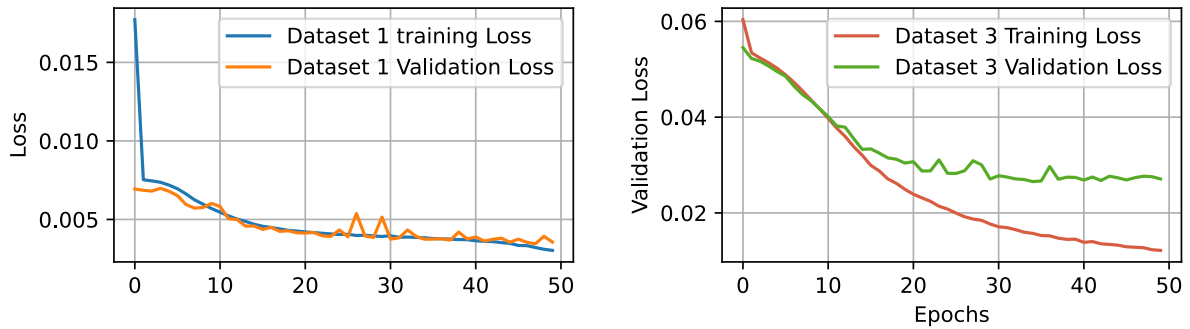 Loss
0.015
0.010
0.005
0
10
20
30
40
50
Dataset 1 training Loss
Dataset 1 Validation Loss
Validation Loss
0.06
0.04
0.02
0
10
20
30
40
50
Epochs
Dataset 3 Training Loss
Dataset 3 Validation Loss